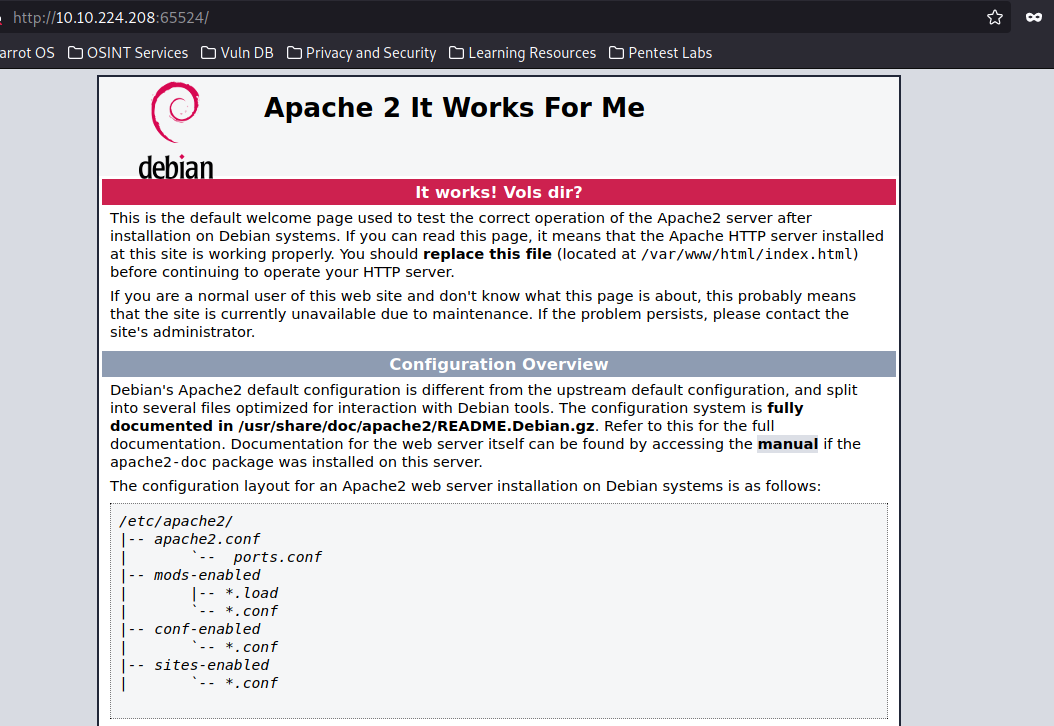 http://10.10.224.208:65524/
arrot OS OSINT Services Vuln DB Privacy and Security Learning Resources Pentest Labs
debian
Apache 2 It Works For Me
It works! Vols dir?
This is the default welcome page used to test the correct operation of the Apache2 server after
installation on Debian systems. If you can read this page, it means that the Apache HTTP server installed
at this site is working properly. You should replace this file (located at /var/www/html/index.html)
before continuing to operate your HTTP server.
If you are a normal user of this web site and don't know what this page is about, this probably means
that the site is currently unavailable due to maintenance. If the problem persists, please contact the
site's administrator.
Configuration Overview
Debian's Apache2 default configuration is different from the upstream default configuration, and split
into several files optimized for interaction with Debian tools. The configuration system is fully
documented in /usr/share/doc/apache2/README.Debian.gz. Refer to this for the full
documentation. Documentation for the web server itself can be found by accessing the manual if the
apache2-doc package was installed on this server.
The configuration layout for an Apache2 web server installation on Debian systems is as follows:
/etc/apache2/
|-- apache2.conf
|       `--  ports.conf
|-- mods-enabled
|       |-- *.load
|       `-- *.conf
|-- conf-enabled
|       `-- *.conf
|-- sites-enabled
|       `-- *.conf